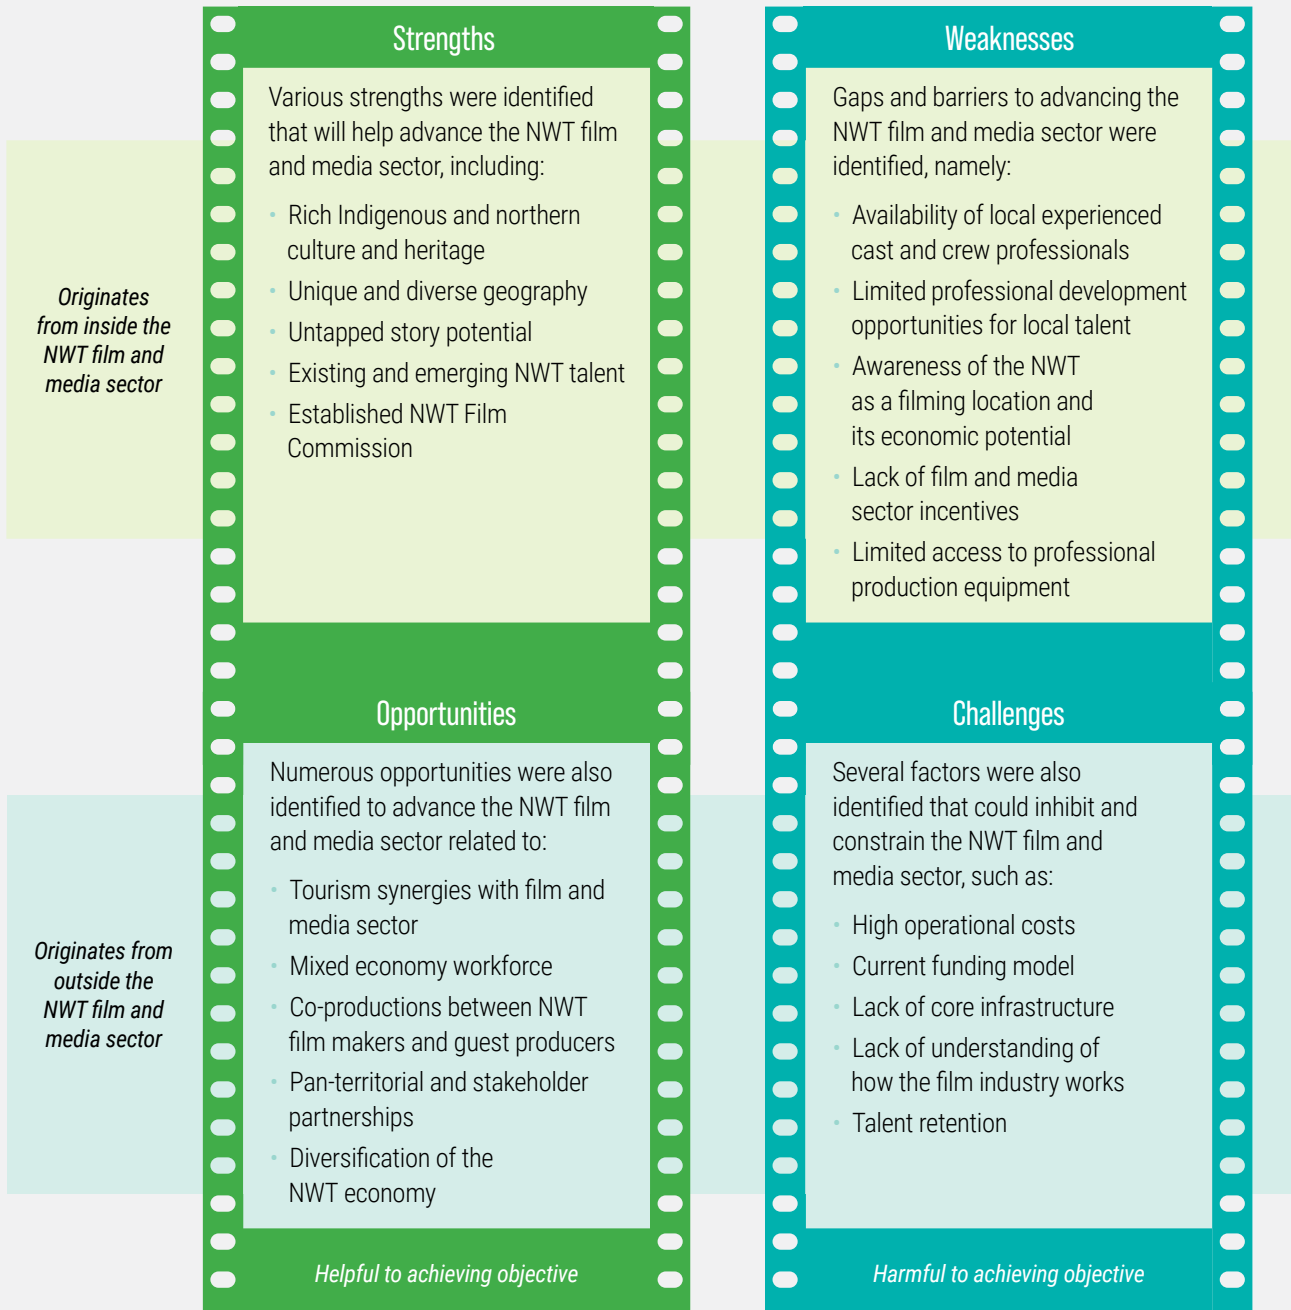 Strengths
Various strengths were identified
that will help advance the NWT film
and media sector, including:
• Rich Indigenous and northern
culture and heritage
• Unique and diverse geography
• Untapped story potential
• Existing and emerging NWT talent
• Established NWT Film
Commission
Weaknesses
Gaps and barriers to advancing the
NWT film and media sector were
identified, namely:
• Availability of local experienced
cast and crew professionals
• Limited professional development
opportunities for local talent
• Awareness of the NWT
as a filming location and
its economic potential
• Lack of film and media
sector incentives
• Limited access to professional
production equipment
Originates
from inside the
NWT film and
media sector
Opportunities
Numerous opportunities were also
identified to advance the NWT film
and media sector related to:
• Tourism synergies with film and
media sector
• Mixed economy workforce
• Co-productions between NWT
film makers and guest producers
• Pan-territorial and stakeholder
partnerships
• Diversification of the
NWT economy
Challenges
Several factors were also
identified that could inhibit and
constrain the NWT film and
media sector, such as:
• High operational costs
• Current funding model
• Lack of core infrastructure
• Lack of understanding of
how the film industry works
• Talent retention
Originates from
outside the
NWT film and
media sector
Helpful to achieving objective
Harmful to achieving objective